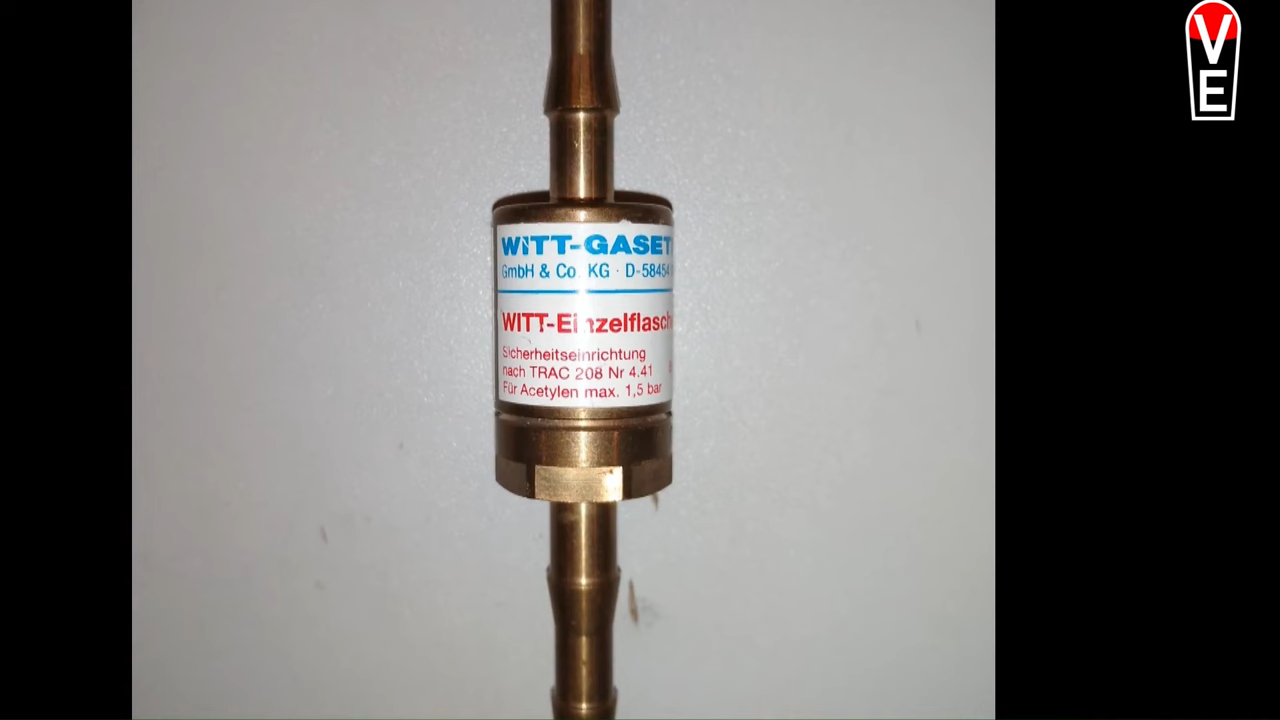 WITT-GASET
GmbH & Co. KG · D-58454
WITT-Einzelflasch
Sicherheitseinrichtung
nach TRAC 208 Nr 4.41
Für Acetylen max. 1,5 bar
V
E